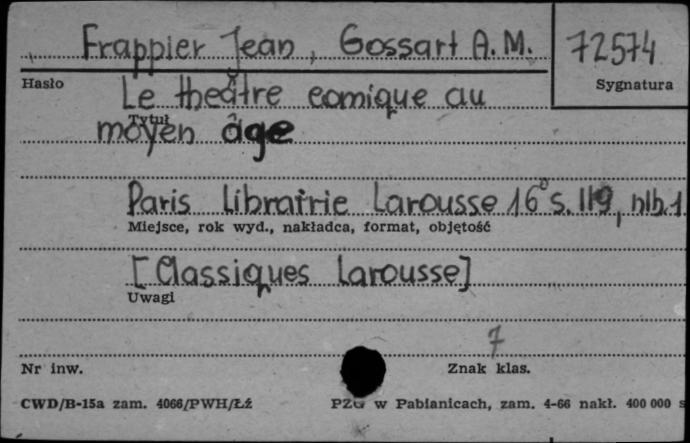 Frappier Jean, Gossart A.M. 72574
Hasło Sygnatura
Le theâtre comique au
Tytuł
moyen âge
Paris Librairie Larousse 16° s. 119, nlb.1
Miejsce, rok wyd., nakładca, format, objętość
[Classiques Larousse]
Uwagi
7
Nr inw. Znak klas.
CWD/B-15a zam. 4066/PWH/Łź PZG w Pabianicach, zam. 4-66 nakł. 400 000 s